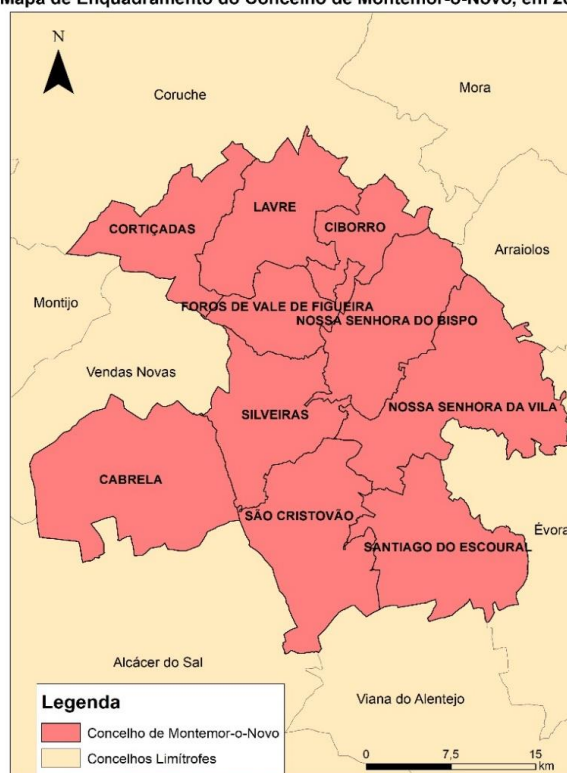 Mapa de Enquadramento do Concelho de Montemor-o-Novo, em
N
Coruche
Mora
LAVRE
CORTIÇADAS
CIBORRO
Arraiolos
Montijo
FOROS DE VALE DE FIGUEIRA
NOSSA SENHORA DO BISPO
Vendas Novas
NOSSA SENHORA DA VILA
SILVEIRAS
CABRELA
SÃO CRISTOVÃO
Évora
SANTIAGO DO ESCOURAL
Alcácer do Sal
Viana do Alentejo
Legenda
Concelho de Montemor-o-Novo
Concelhos Limítrofes
0 7,5 15
km